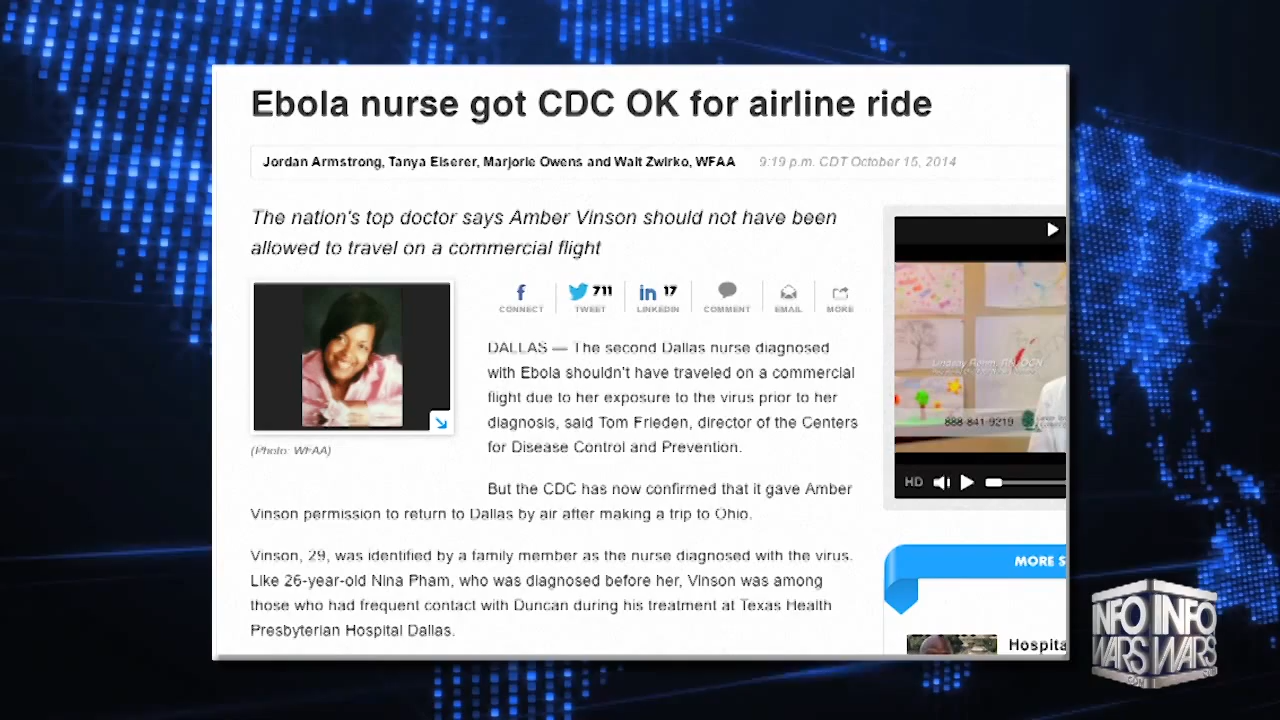 Ebola nurse got CDC OK for airline ride
Jordan Armstrong, Tanya Eiserer, Marjorie Owens and Walt Zwirko, WFAA 9:19 p.m. CDT October 15, 2014
The nation's top doctor says Amber Vinson should not have been
allowed to travel on a commercial flight
711
17
CONNECT TWEET LINKEDIN COMMENT EMAIL MORE
DALLAS — The second Dallas nurse diagnosed
with Ebola shouldn't have traveled on a commercial
flight due to her exposure to the virus prior to her
diagnosis, said Tom Frieden, director of the Centers
for Disease Control and Prevention.
(Photo: WFAA)
But the CDC has now confirmed that it gave Amber
Vinson permission to return to Dallas by air after making a trip to Ohio.
Vinson, 29, was identified by a family member as the nurse diagnosed with the virus.
Like 26-year-old Nina Pham, who was diagnosed before her, Vinson was among
those who had frequent contact with Duncan during his treatment at Texas Health
Presbyterian Hospital Dallas.
888-841-9219
HD
MORE S
Hospita
INFO INFO
WARS WARS
.COM